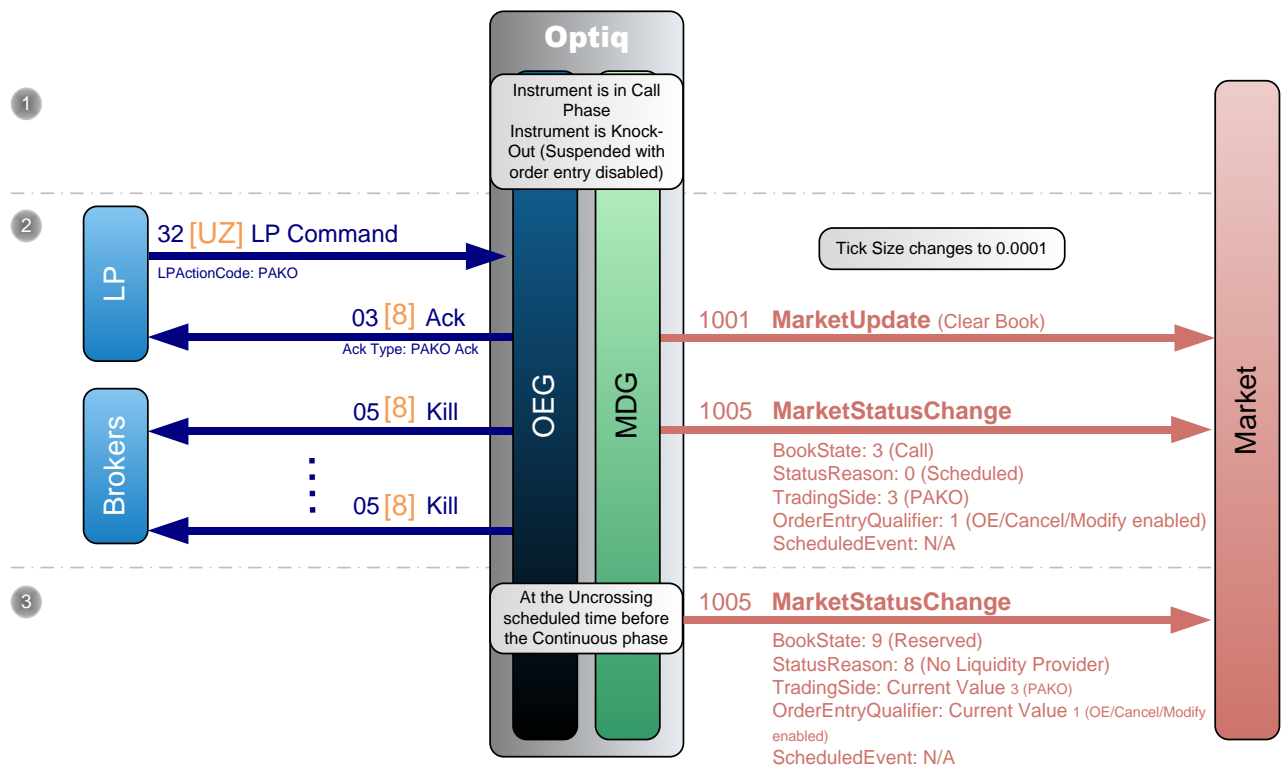 Optiq
1
Instrument is in Call
Phase
Instrument is Knock-
Out (Suspended with
order entry disabled)
2
LP
32 [UZ] LP Command
LPActionCode: PAKO
03 [8] Ack
Ack Type: PAKO Ack
Brokers
05 [8] Kill
05 [8] Kill
OEG
MDG
Tick Size changes to 0.0001
1001 MarketUpdate (Clear Book)
1005 MarketStatusChange
BookState: 3 (Call)
StatusReason: 0 (Scheduled)
TradingSide: 3 (PAKO)
OrderEntryQualifier: 1 (OE/Cancel/Modify enabled)
ScheduledEvent: N/A
Market
3
At the Uncrossing
scheduled time before
the Continuous phase
1005 MarketStatusChange
BookState: 9 (Reserved)
StatusReason: 8 (No Liquidity Provider)
TradingSide: Current Value 3 (PAKO)
OrderEntryQualifier: Current Value 1 (OE/Cancel/Modify
enabled)
ScheduledEvent: N/A